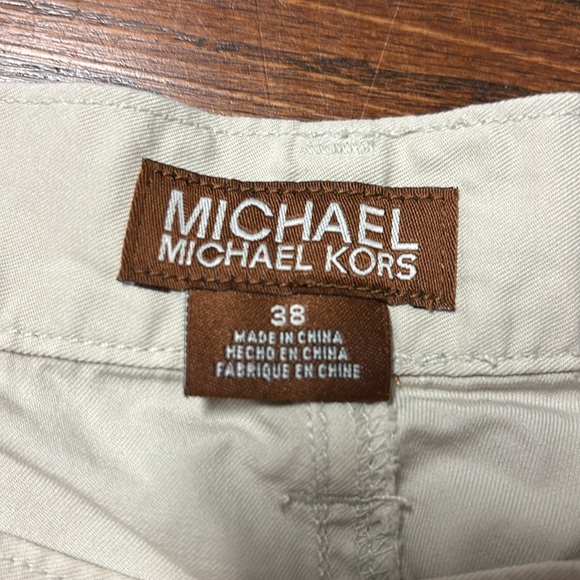 MICHAEL
MICHAEL KORS
38
MADE IN CHINA
HECHO EN CHINA
FABRIQUE EN CHINE